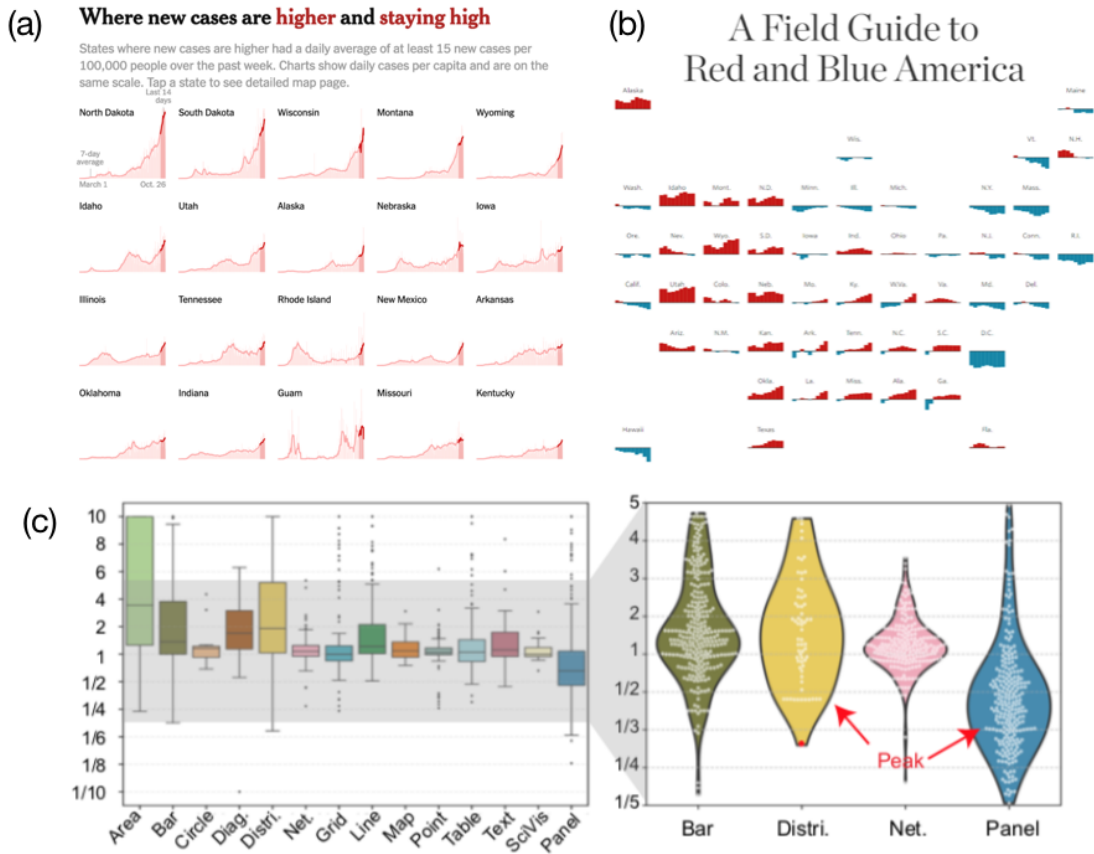 (a)
Where new cases are higher and staying high
States where new cases are higher had a daily average of at least 15 new cases per
100,000 people over the past week. Charts show daily cases per capita and are on the
same scale. Tap a state to see detailed map page.
Last 14
days
North Dakota South Dakota Wisconsin Montana Wyoming
7-day
average
March 1 Oct. 26
Idaho Utah Alaska Nebraska Iowa
Illinois Tennessee Rhode Island New Mexico Arkansas
Oklahoma Indiana Guam Missouri Kentucky
(b)
A Field Guide to
Red and Blue America
Alaska Maine
Wis. Vt. N.H.
Wash. Idaho Mont. N.D. Minn. Ill. Mich. N.Y. Mass.
Ore. Nev. Wyo. S.D. Iowa Ind. Ohio Pa. N.J. Conn. R.I.
Calif. Utah Colo. Neb. Mo. Ky. W.Va. Va. Md. Del.
Ariz. N.M. Kan. Ark. Tenn. N.C. S.C. D.C.
Okla. La. Miss. Ala. Ga.
Hawaii Texas Fla.
(c)
10
8
6
4
2
1
1/2
1/4
1/6
1/8
1/10
Area Bar Circle Diag. Distri. Net. Grid Line Map Point Table Text SciVis Panel
5
4
3
2
1
1/2
1/3
1/4
1/5
Peak
Bar Distri. Net. Panel